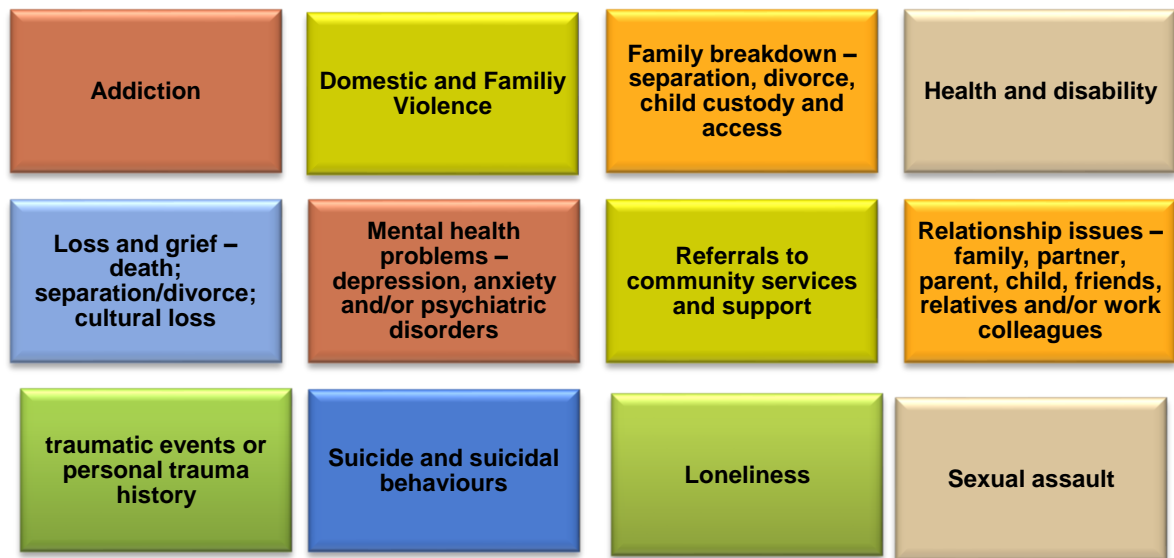 Addiction
Domestic and Familiy
Violence
Family breakdown –
separation, divorce,
child custody and
access
Health and disability
Loss and grief –
death;
separation/divorce;
cultural loss
Mental health
problems –
depression, anxiety
and/or psychiatric
disorders
Referrals to
community services
and support
Relationship issues –
family, partner,
parent, child, friends,
relatives and/or work
colleagues
traumatic events or
personal trauma
history
Suicide and suicidal
behaviours
Loneliness
Sexual assault